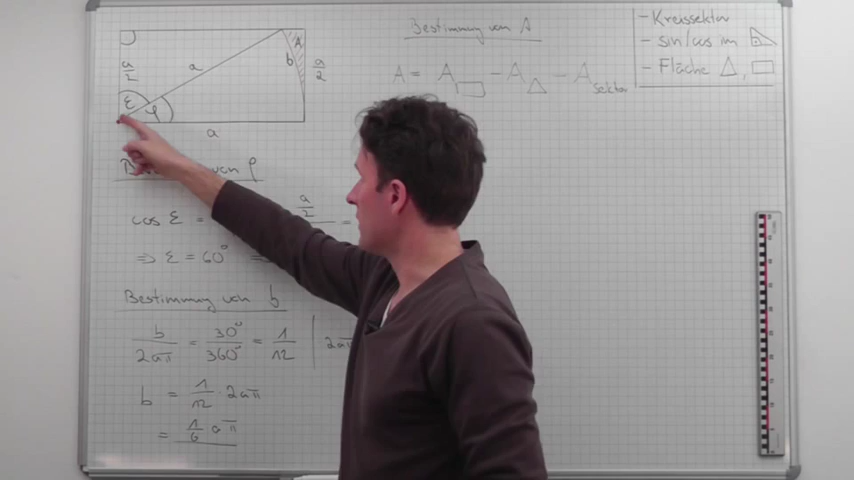 a/2
a
b
A
a/2
ε φ
a
von φ
cos ε = a/2 =
=> ε = 60°
Bestimmung von b
b/2aπ = 30°/360° = 1/12 |
b = 1/12 · 2aπ
= 1/6 aπ
Bestimmung von A
A = A▭ - A△ - A Sektor
- Kreissektor
- sin/cos im ◺
- Fläche △, ▭